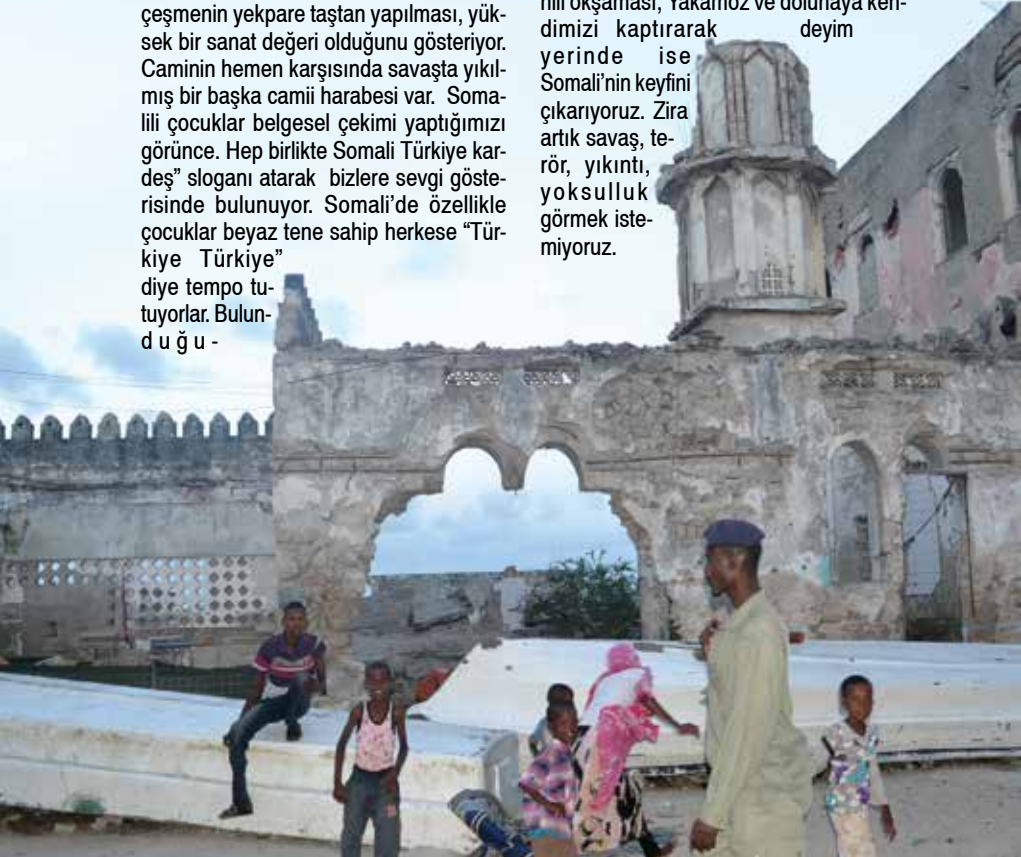 çeşmenin yekpare taştan yapılması, yük-
sek bir sanat değeri olduğunu gösteriyor.
Caminin hemen karşısında savaşta yıkıl-
mış bir başka camii harabesi var. Soma-
lili çocuklar belgesel çekimi yaptığımızı
görünce. Hep birlikte Somali Türkiye kar-
deş” sloganı atarak bizlere sevgi göste-
risinde bulunuyor. Somali’de özellikle
çocuklar beyaz tene sahip herkese “Tür-
kiye Türkiye”
diye tempo tu-
tuyorlar. Bulun-
duğu-
okşaması, Yakamoz ve dolunaya ken-
dimizi kaptırarak deyim
yerinde ise
Somali’nin keyfini
çıkarıyoruz. Zira
artık savaş, te-
rör, yıkıntı,
yoksulluk
görmek iste-
miyoruz.